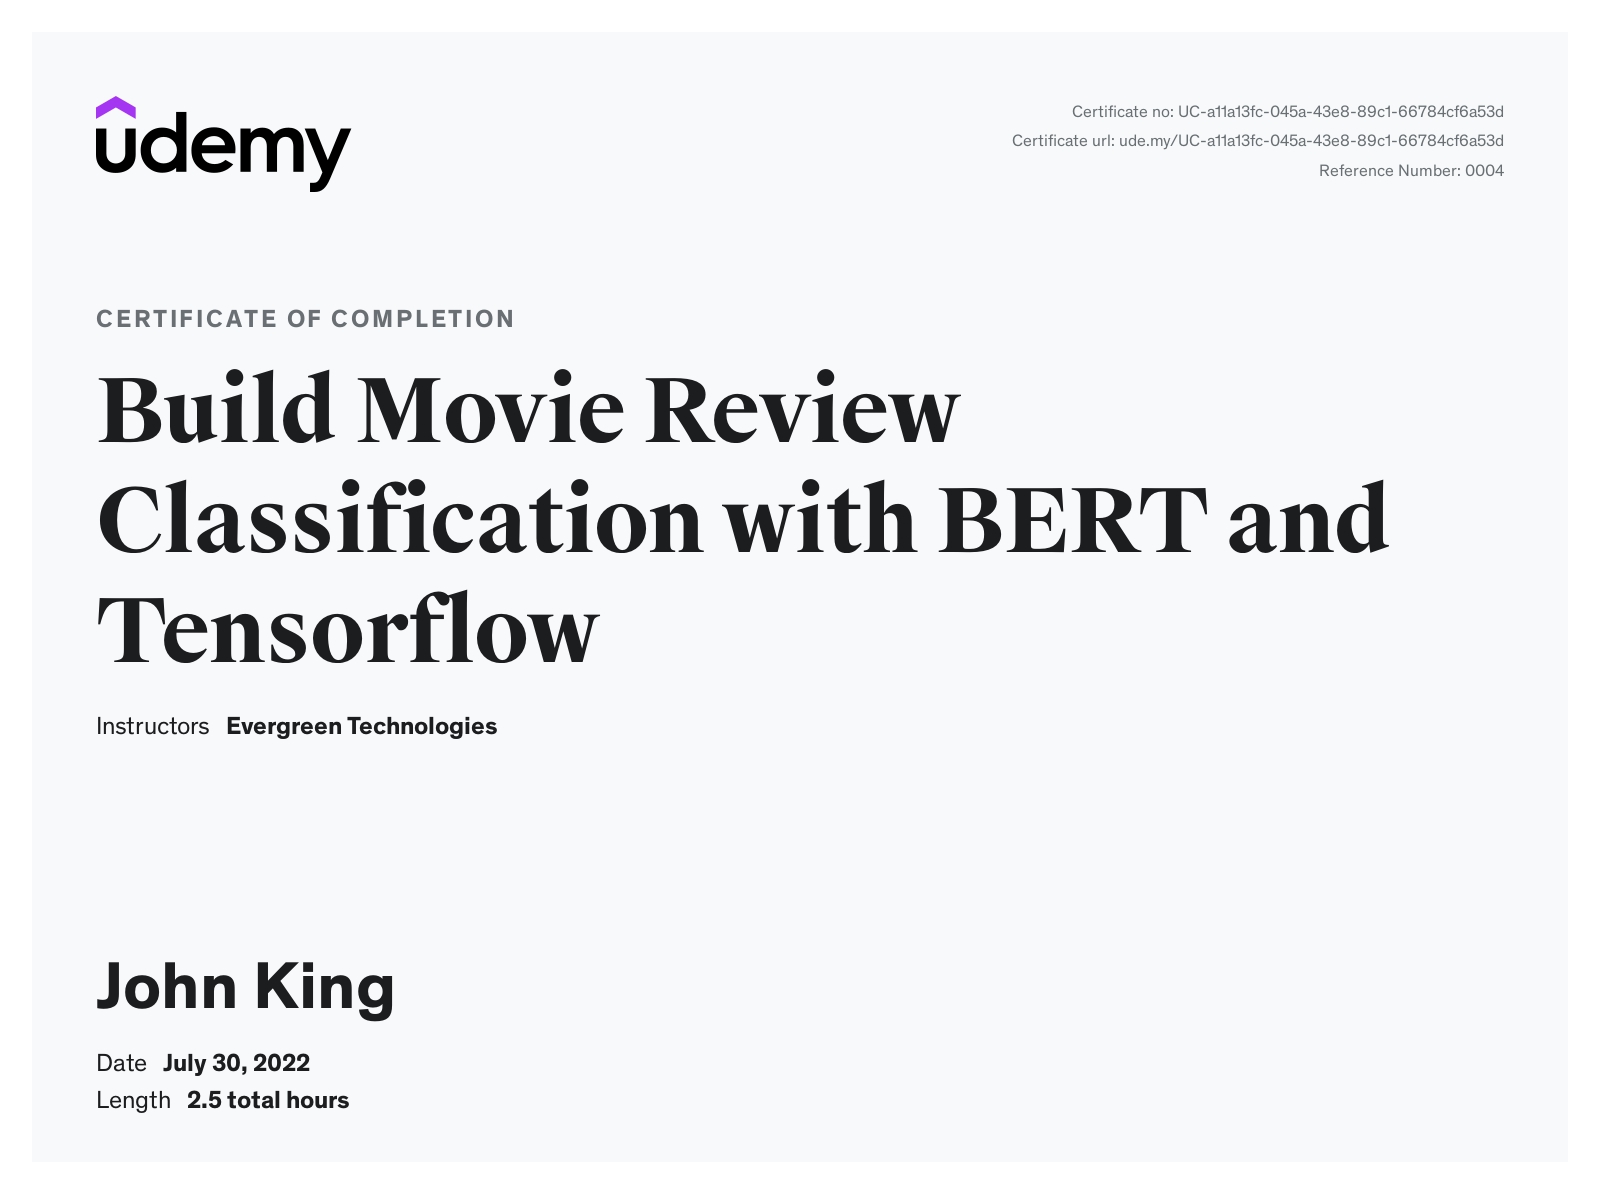 udemy
Certificate no: UC-a11a13fc-045a-43e8-89c1-66784cf6a53d
Certificate url: ude.my/UC-a11a13fc-045a-43e8-89c1-66784cf6a53d
Reference Number: 0004
CERTIFICATE OF COMPLETION
Build Movie Review
Classification with BERT and
Tensorflow
Instructors Evergreen Technologies
John King
Date July 30, 2022
Length 2.5 total hours